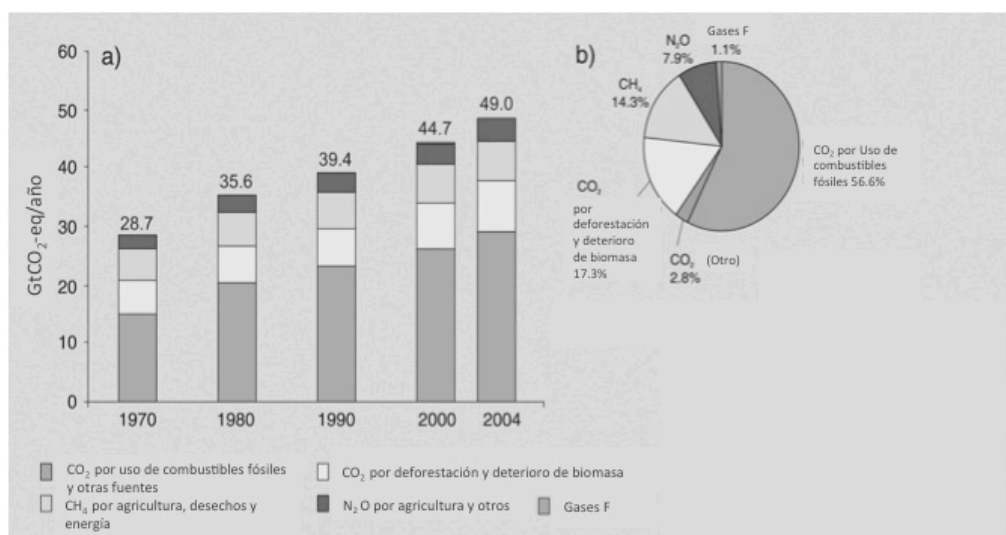 a)
GtCO₂-eq/año
60
50
40
30
20
10
0
28.7
35.6
39.4
44.7
49.0
1970
1980
1990
2000
2004
b)
Gases F
1.1%
N₂O
7.9%
CH₄
14.3%
CO₂ por Uso de
combustibles
fósiles 56.6%
CO₂
por
deforestación
y deterioro
de biomasa
17.3%
CO₂ (Otro)
2.8%
CO₂ por uso de combustibles fósiles
y otras fuentes
CO₂ por deforestación y deterioro de biomasa
CH₄ por agricultura, desechos y
energía
N₂O por agricultura y otros
Gases F